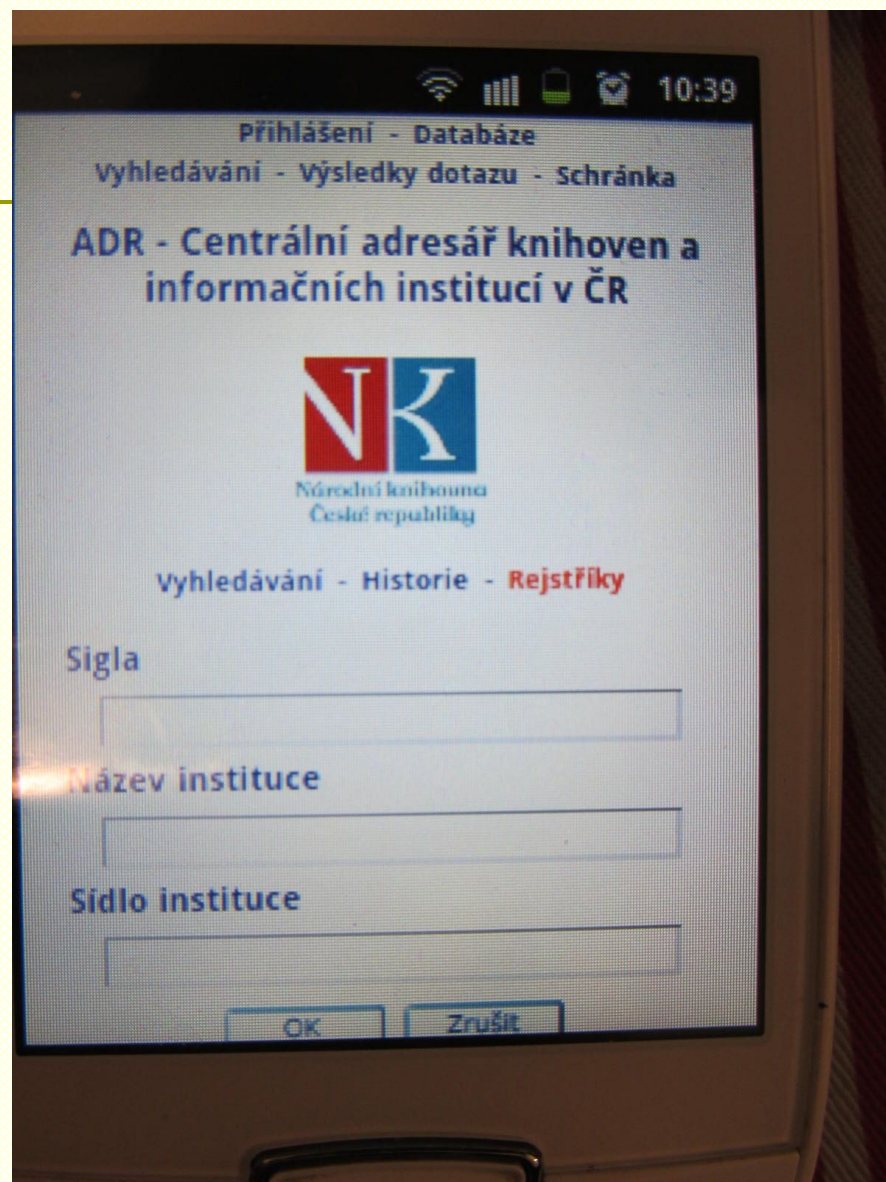 10:39
Přihlášení - Databáze
Vyhledávání - Výsledky dotazu - Schránka
ADR - Centrální adresář knihoven a
informačních institucí v ČR
NK
Národní knihovna
České republiky
Vyhledávání - Historie - Rejstříky
Sigla
Název instituce
Sídlo instituce
OK Zrušit